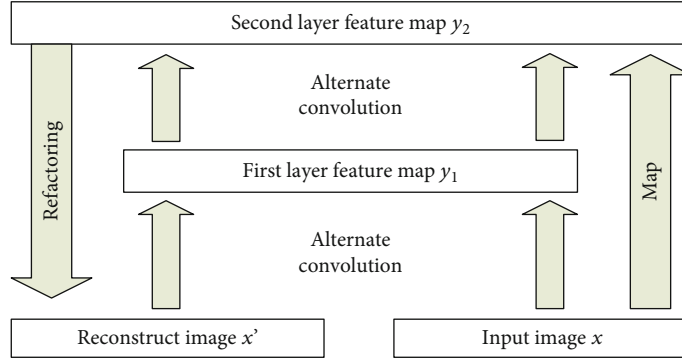 Second layer feature map y₂
Alternate
convolution
Refactoring
First layer feature map y₁
Map
Alternate
convolution
Reconstruct image x’
Input image x